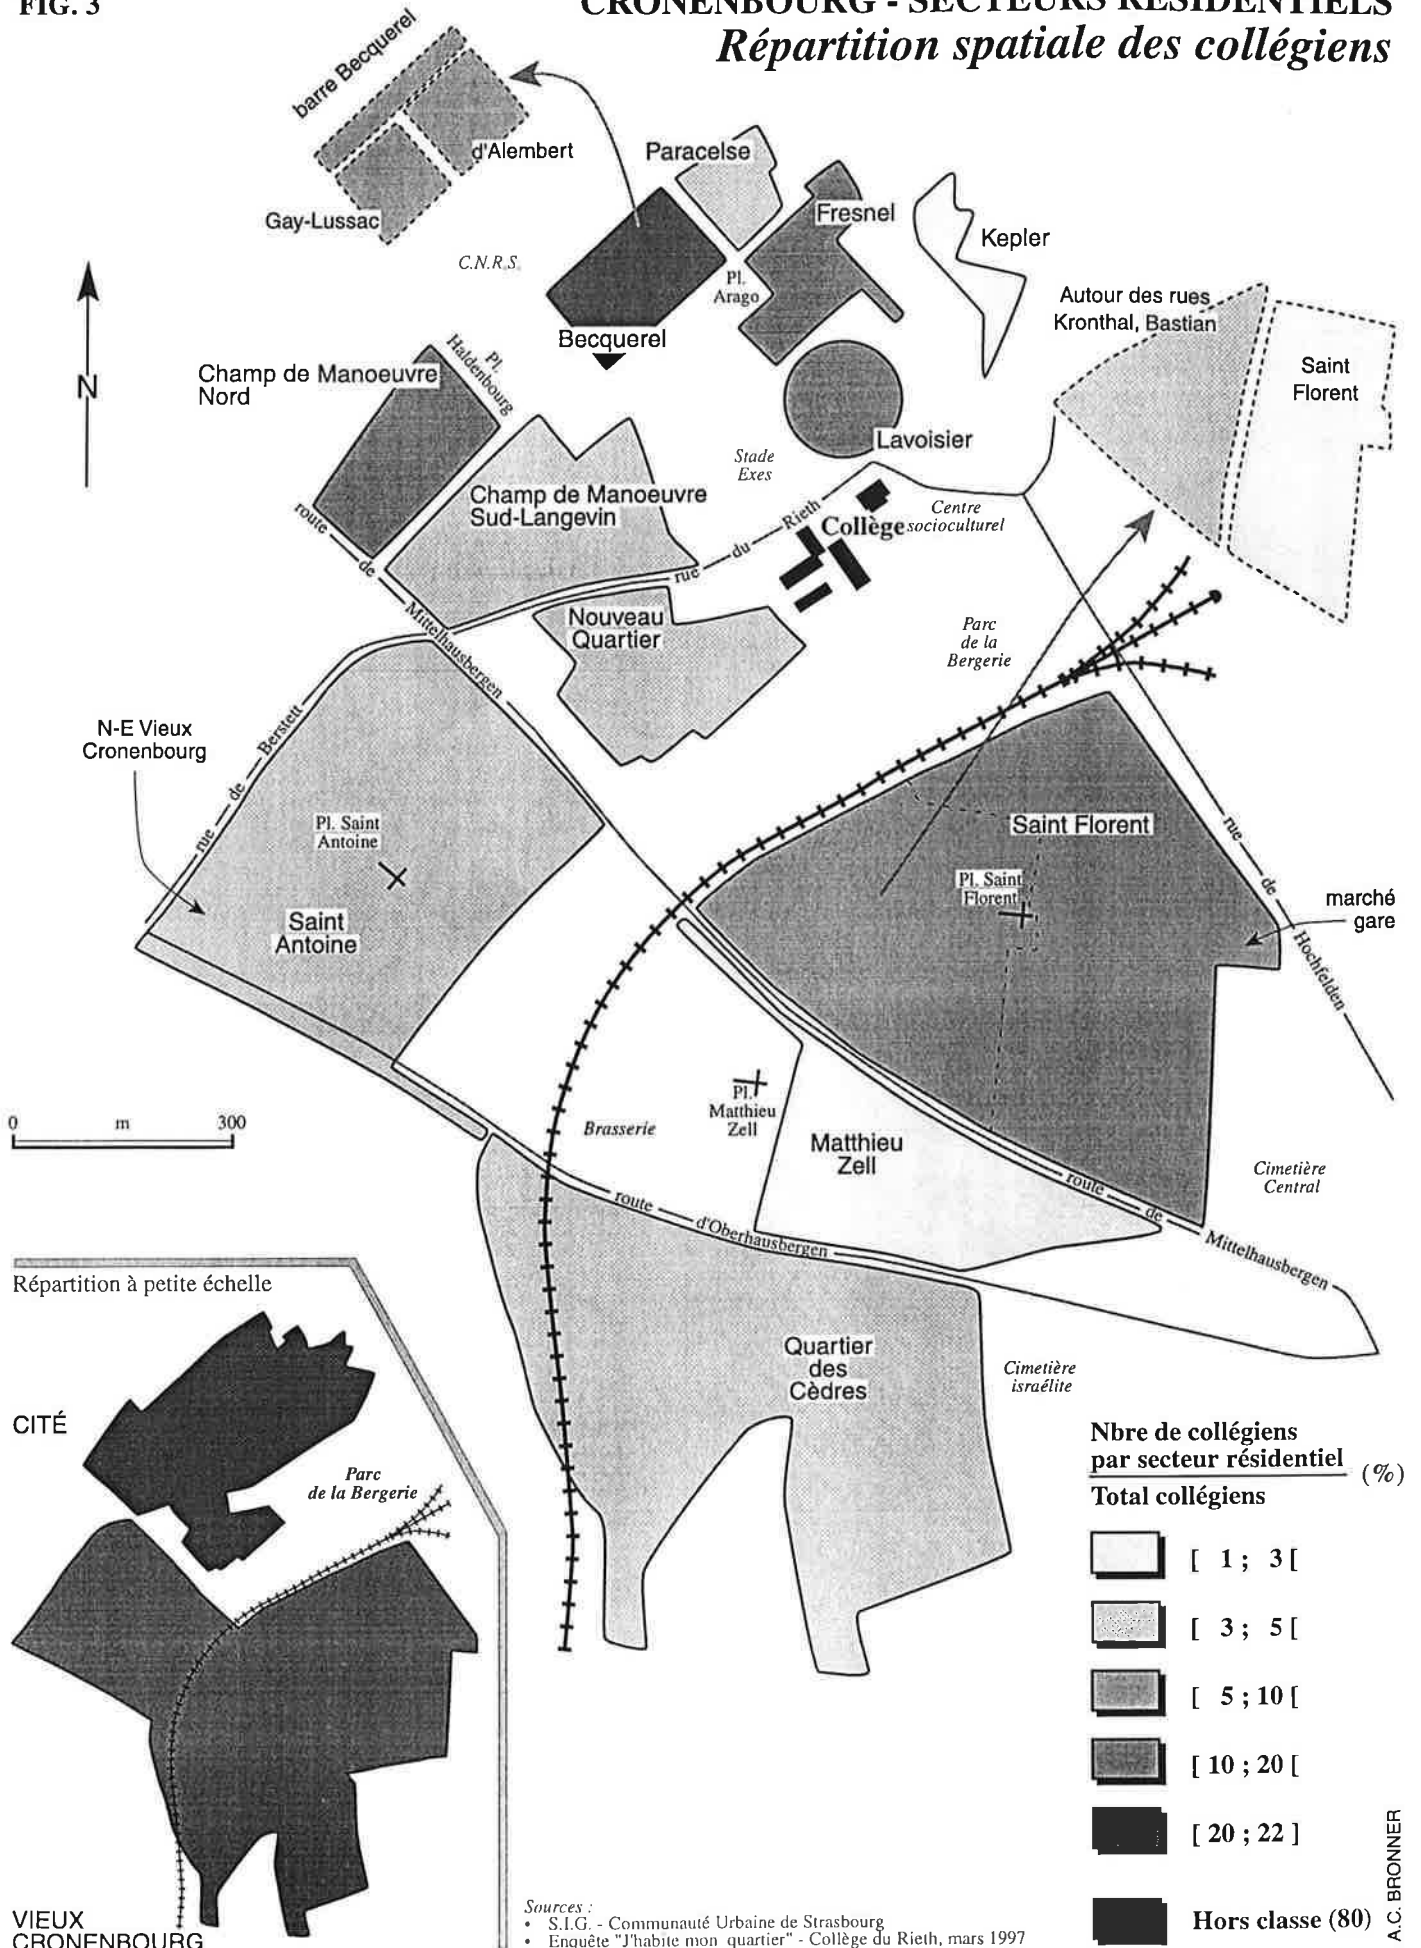 FIG. 3
CRONENBOURG - SECTEURS RÉSIDENTIELS
Répartition spatiale des collégiens
barre Becquerel
d'Alembert
Gay-Lussac
Paracelse
Fresnel
Kepler
C.N.R.S.
Pl.
Arago
Becquerel
Autour des rues
Kronthal, Bastian
Saint
Florent
N
Champ de Manoeuvre
Nord
Pl.
Haldenbourg
Lavoisier
Stade
Exes
Champ de Manoeuvre
Sud-Langevin
route de Mittelhausbergen
rue du Rieth
Collège
Centre
socioculturel
Nouveau
Quartier
Parc
de la
Bergerie
N-E Vieux
Cronenbourg
rue de Berstett
Pl. Saint
Antoine
Saint
Antoine
Saint Florent
Pl. Saint
Florent
rue de Hochfelden
marché
gare
0 m 300
Brasserie
Pl.
Matthieu
Zell
Matthieu
Zell
Cimetière
Central
route d'Oberhausbergen
route de Mittelhausbergen
Répartition à petite échelle
CITÉ
Parc
de la Bergerie
VIEUX
CRONENBOURG
Quartier
des
Cèdres
Cimetière
israélite
Nbre de collégiens
par secteur résidentiel
(%)
Total collégiens
[ 1 ; 3 [
[ 3 ; 5 [
[ 5 ; 10 [
[ 10 ; 20 [
[ 20 ; 22 ]
Hors classe (80)
A.C. BRONNER
Sources :
• S.I.G. - Communauté Urbaine de Strasbourg
• Enquête "J'habite mon quartier" - Collège du Rieth, mars 1997